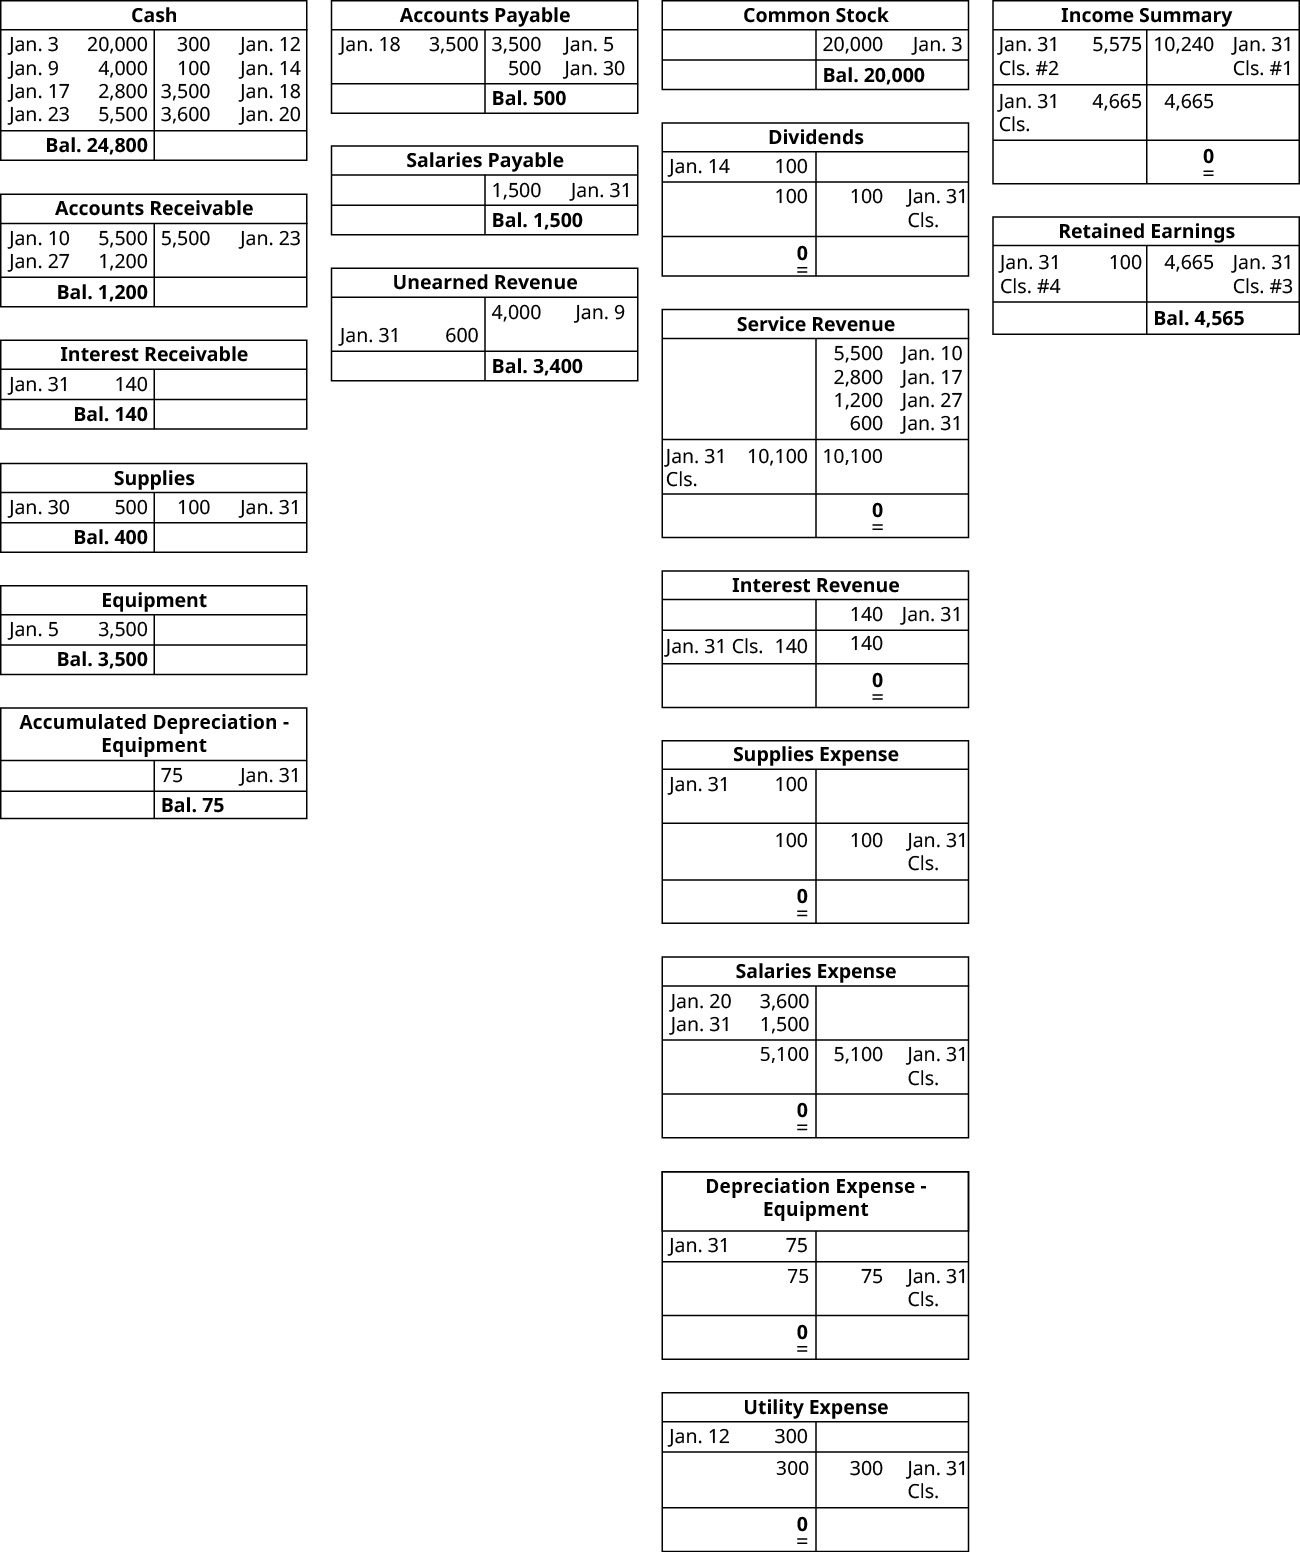 Cash
Jan. 3 20,000 300 Jan. 12
Jan. 9 4,000 100 Jan. 14
Jan. 17 2,800 3,500 Jan. 18
Jan. 23 5,500 3,600 Jan. 20
Bal. 24,800
Accounts Receivable
Jan. 10 5,500 5,500 Jan. 23
Jan. 27 1,200
Bal. 1,200
Interest Receivable
Jan. 31 140
Bal. 140
Supplies
Jan. 30 500 100 Jan. 31
Bal. 400
Equipment
Jan. 5 3,500
Bal. 3,500
Accumulated Depreciation -
Equipment
75 Jan. 31
Bal. 75
Accounts Payable
Jan. 18 3,500 3,500 Jan. 5
500 Jan. 30
Bal. 500
Salaries Payable
1,500 Jan. 31
Bal. 1,500
Unearned Revenue
4,000 Jan. 9
Jan. 31 600
Bal. 3,400
Common Stock
20,000 Jan. 3
Bal. 20,000
Dividends
Jan. 14 100
100 100 Jan. 31
Cls.
0
=
Service Revenue
5,500 Jan. 10
2,800 Jan. 17
1,200 Jan. 27
600 Jan. 31
Jan. 31 10,100 10,100
Cls.
0
=
Interest Revenue
140 Jan. 31
Jan. 31 Cls. 140 140
0
=
Supplies Expense
Jan. 31 100
100 100 Jan. 31
Cls.
0
=
Salaries Expense
Jan. 20 3,600
Jan. 31 1,500
5,100 5,100 Jan. 31
Cls.
0
=
Depreciation Expense -
Equipment
Jan. 31 75
75 75 Jan. 31
Cls.
0
=
Utility Expense
Jan. 12 300
300 300 Jan. 31
Cls.
0
=
Income Summary
Jan. 31 5,575 10,240 Jan. 31
Cls. #2 Cls. #1
Jan. 31 4,665 4,665
Cls.
0
=
Retained Earnings
Jan. 31 100 4,665 Jan. 31
Cls. #4 Cls. #3
Bal. 4,565